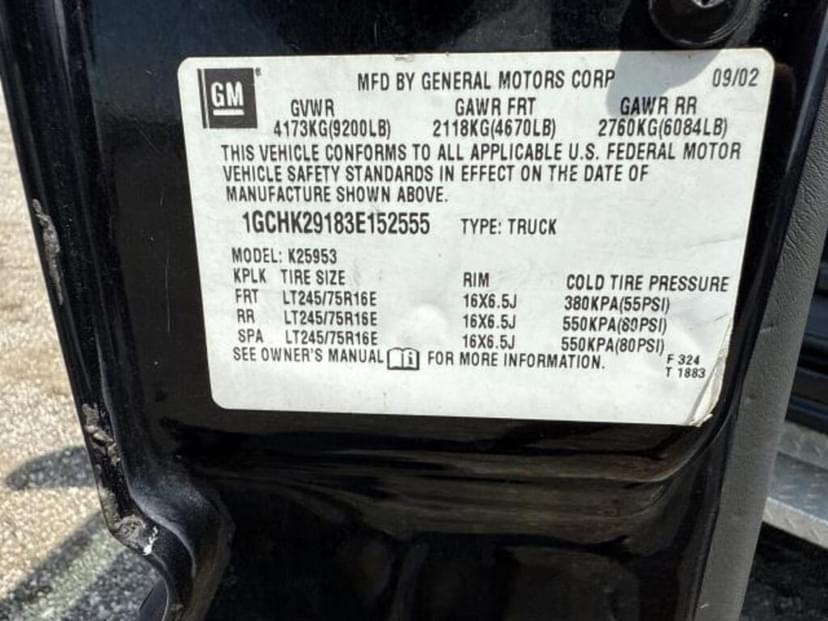 GM MFD BY GENERAL MOTORS CORP 09/02
GVWR GAWR FRT GAWR RR
4173KG(9200LB) 2118KG(4670LB) 2760KG(6084LB)
THIS VEHICLE CONFORMS TO ALL APPLICABLE U.S. FEDERAL MOTOR
VEHICLE SAFETY STANDARDS IN EFFECT ON THE DATE OF
MANUFACTURE SHOWN ABOVE.
1GCHK29183E152555 TYPE: TRUCK
MODEL: K25953
KPLK TIRE SIZE RIM COLD TIRE PRESSURE
FRT LT245/75R16E 16X6.5J 380KPA(55PSI)
RR LT245/75R16E 16X6.5J 550KPA(80PSI)
SPA LT245/75R16E 16X6.5J 550KPA(80PSI)
SEE OWNER'S MANUAL FOR MORE INFORMATION. F 324
T 1883